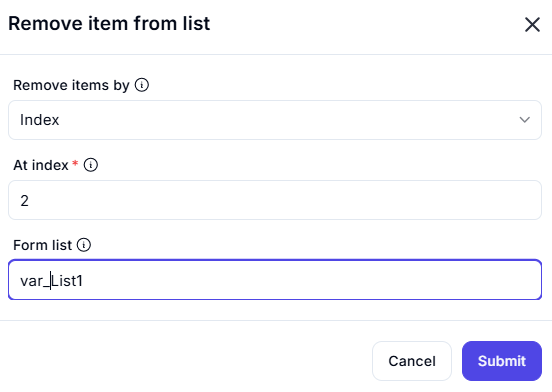 Remove item from list
Remove items by
Index
At index *
2
Form list
var_List1
Cancel
Submit